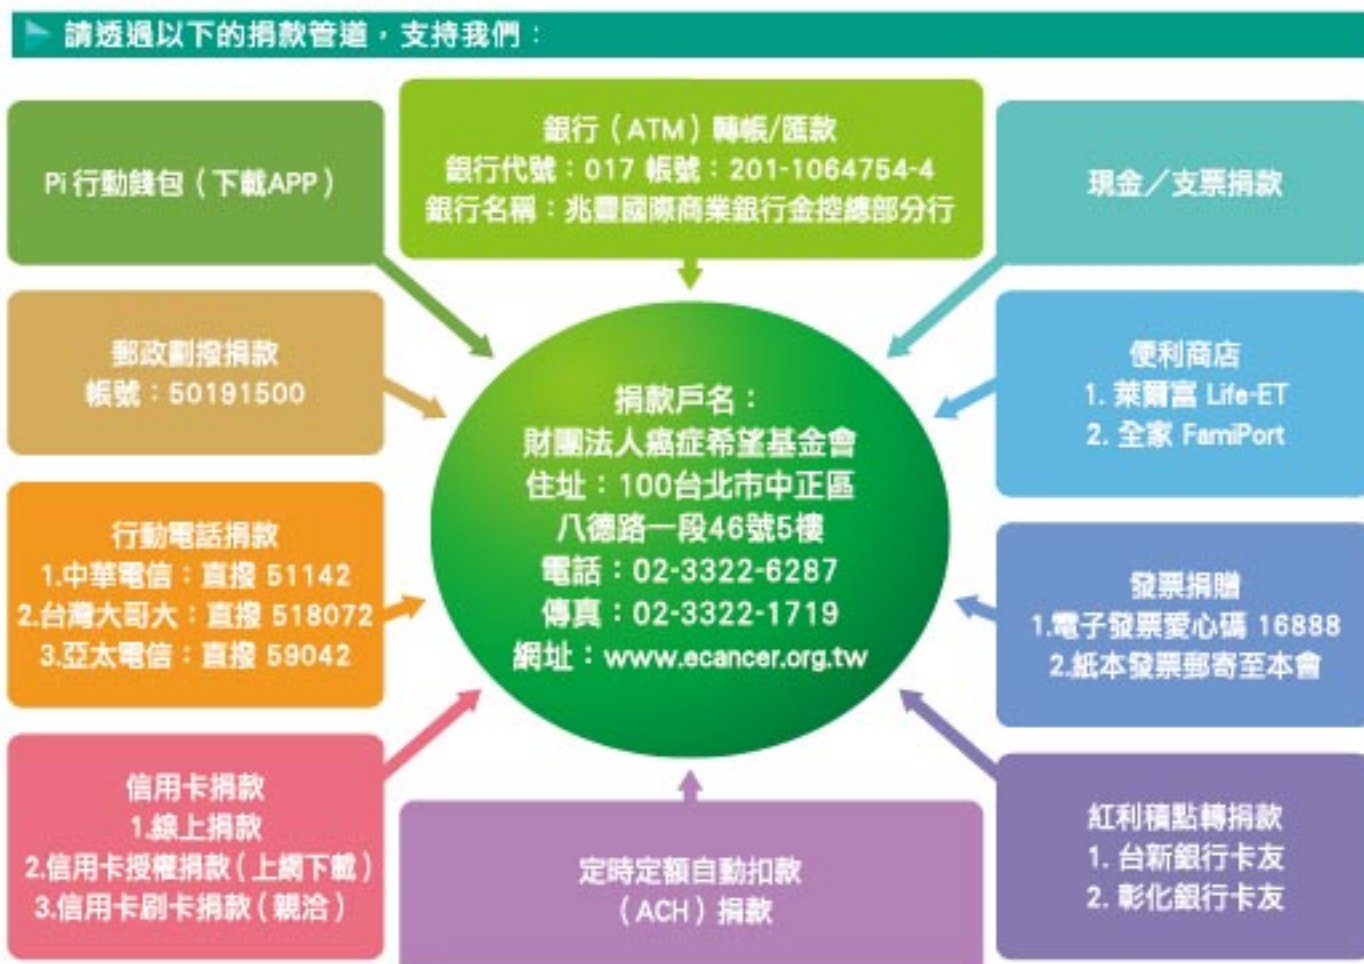 請透過以下的捐款管道，支持我們：
Pi 行動錢包（下載APP）
銀行（ATM）轉帳/匯款
銀行代號：017 帳號：201-1064754-4
銀行名稱：兆豐國際商業銀行金控總部分行
現金／支票捐款
郵政劃撥捐款
帳號：50191500
便利商店
1. 萊爾富 Life-ET
2. 全家 FamiPort
捐款戶名：
財團法人癌症希望基金會
住址：100台北市中正區
八德路一段46號5樓
電話：02-3322-6287
傳真：02-3322-1719
網址：www.ecancer.org.tw
行動電話捐款
1.中華電信：直撥 51142
2.台灣大哥大：直撥 518072
3.亞太電信：直撥 59042
發票捐贈
1.電子發票愛心碼 16888
2.紙本發票郵寄至本會
信用卡捐款
1.線上捐款
2.信用卡授權捐款（上網下載）
3.信用卡刷卡捐款（親洽）
定時定額自動扣款
（ACH）捐款
紅利積點轉捐款
1. 台新銀行卡友
2. 彰化銀行卡友